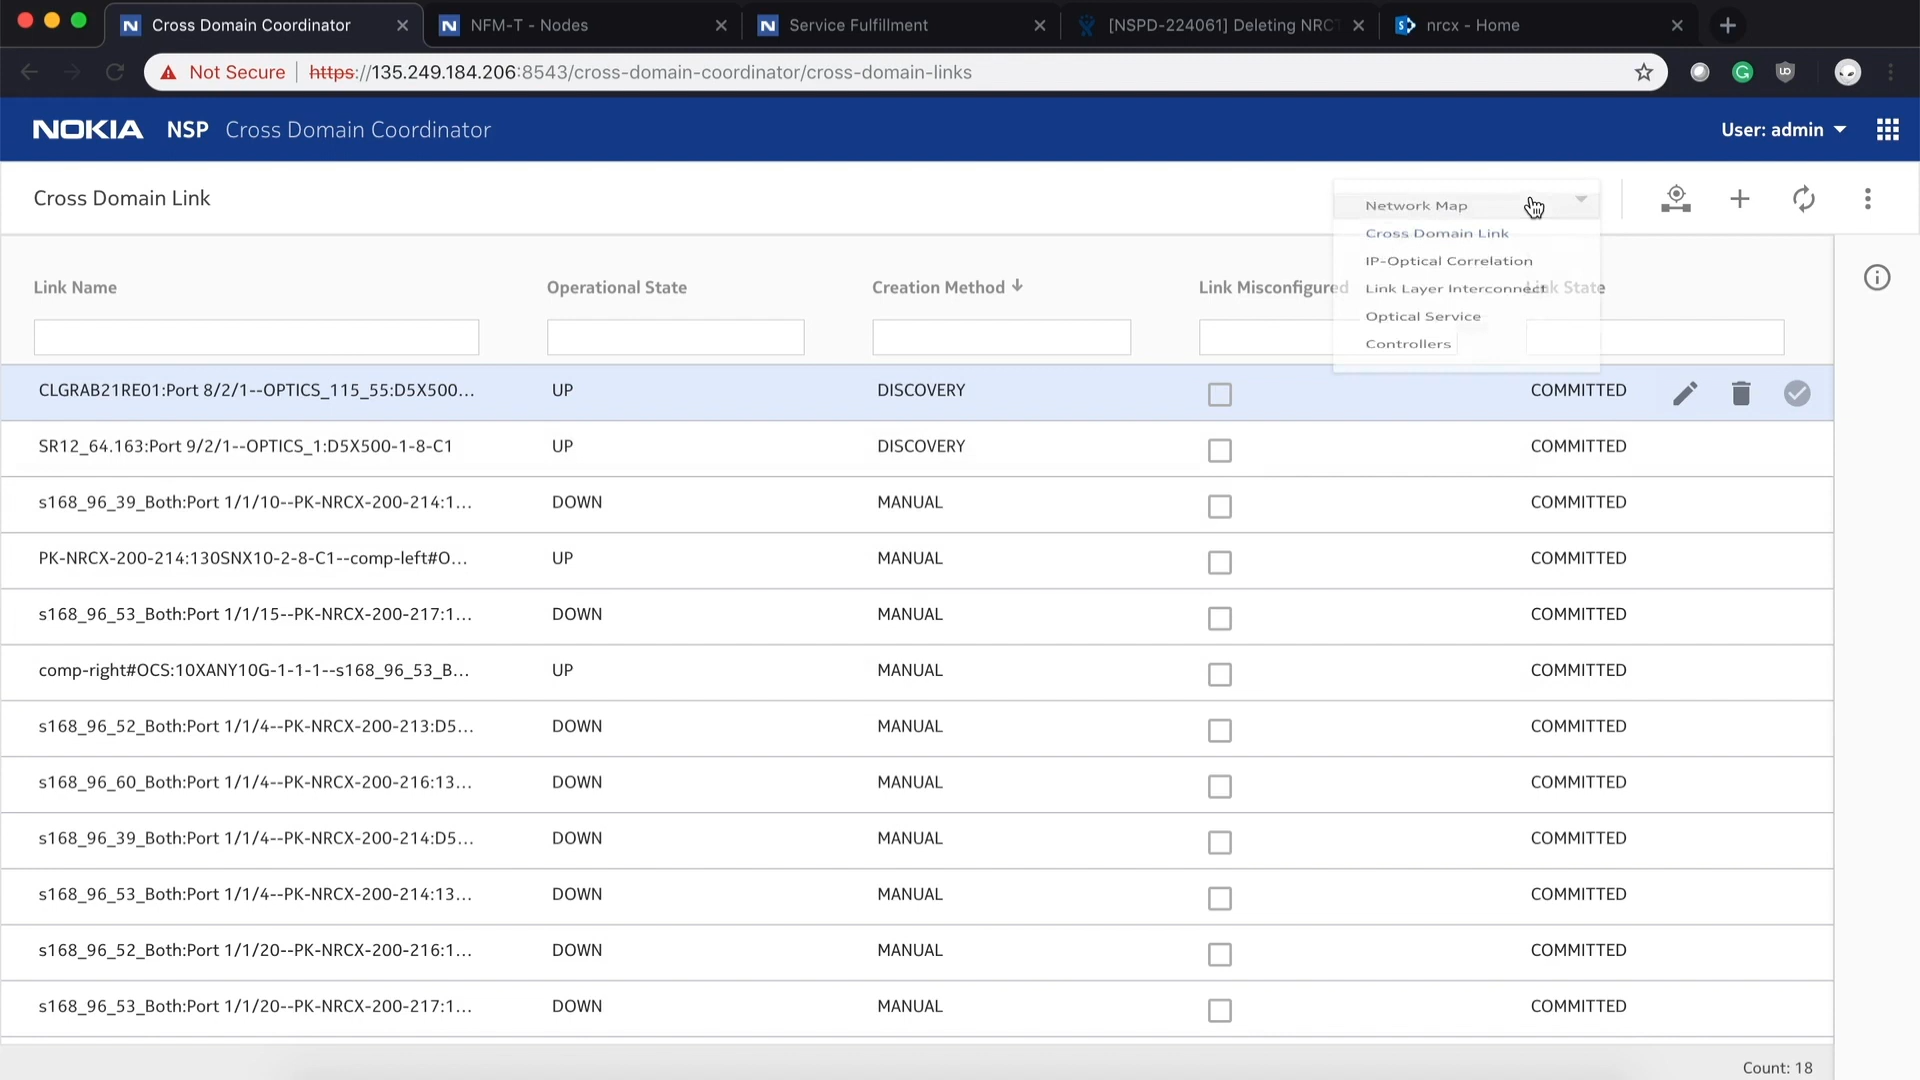 Cross Domain Coordinator
NFM-T - Nodes
Service Fulfillment
[NSPD-224061] Deleting NRCT
nrcx - Home
Not Secure
https://135.249.184.206:8543/cross-domain-coordinator/cross-domain-links
NOKIA NSP Cross Domain Coordinator
User: admin
Cross Domain Link
Network Map
Cross Domain Link
IP-Optical Correlation
Link Layer Interconnect
Optical Service
Controllers
Link Name Operational State Creation Method Link Misconfigured Link State
CLGRAB21RE01:Port 8/2/1--OPTICS_115_55:D5X500... UP DISCOVERY COMMITTED
SR12_64.163:Port 9/2/1--OPTICS_1:D5X500-1-8-C1 UP DISCOVERY COMMITTED
s168_96_39_Both:Port 1/1/10--PK-NRCX-200-214:1... DOWN MANUAL COMMITTED
PK-NRCX-200-214:130SNX10-2-8-C1--comp-left#O... UP MANUAL COMMITTED
s168_96_53_Both:Port 1/1/15--PK-NRCX-200-217:1... DOWN MANUAL COMMITTED
comp-right#OCS:10XANY10G-1-1-1--s168_96_53_B... UP MANUAL COMMITTED
s168_96_52_Both:Port 1/1/4--PK-NRCX-200-213:D5... DOWN MANUAL COMMITTED
s168_96_60_Both:Port 1/1/4--PK-NRCX-200-216:13... DOWN MANUAL COMMITTED
s168_96_39_Both:Port 1/1/4--PK-NRCX-200-214:D5... DOWN MANUAL COMMITTED
s168_96_53_Both:Port 1/1/4--PK-NRCX-200-214:13... DOWN MANUAL COMMITTED
s168_96_52_Both:Port 1/1/20--PK-NRCX-200-216:1... DOWN MANUAL COMMITTED
s168_96_53_Both:Port 1/1/20--PK-NRCX-200-217:1... DOWN MANUAL COMMITTED
Count: 18